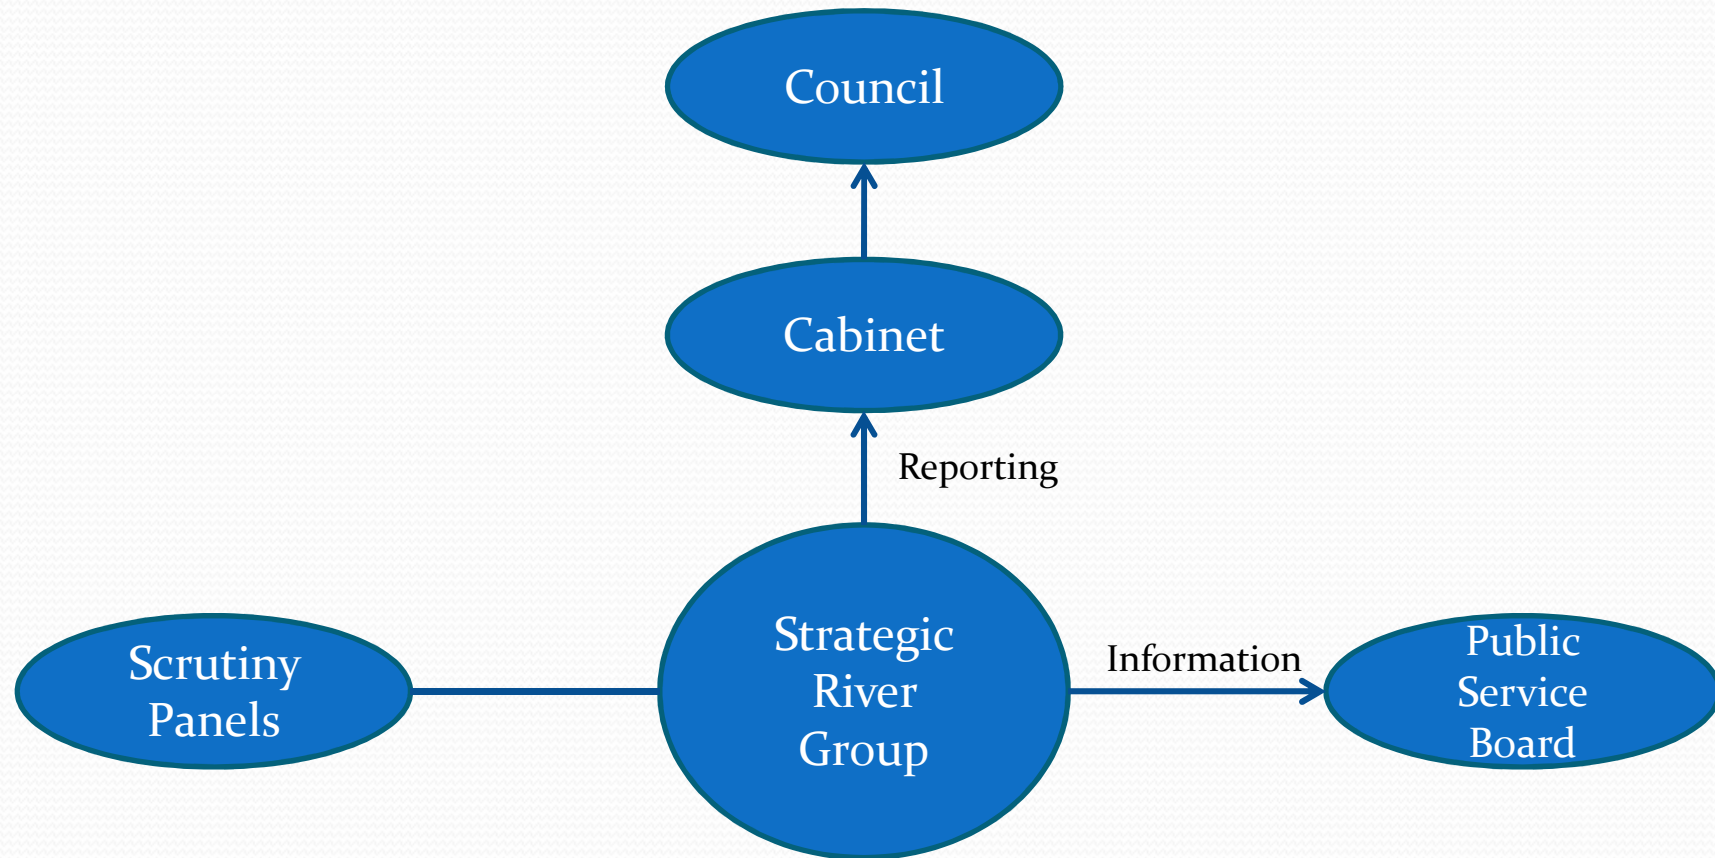 Council
Cabinet
Reporting
Scrutiny
Panels
Strategic
River
Group
Information
Public
Service
Board